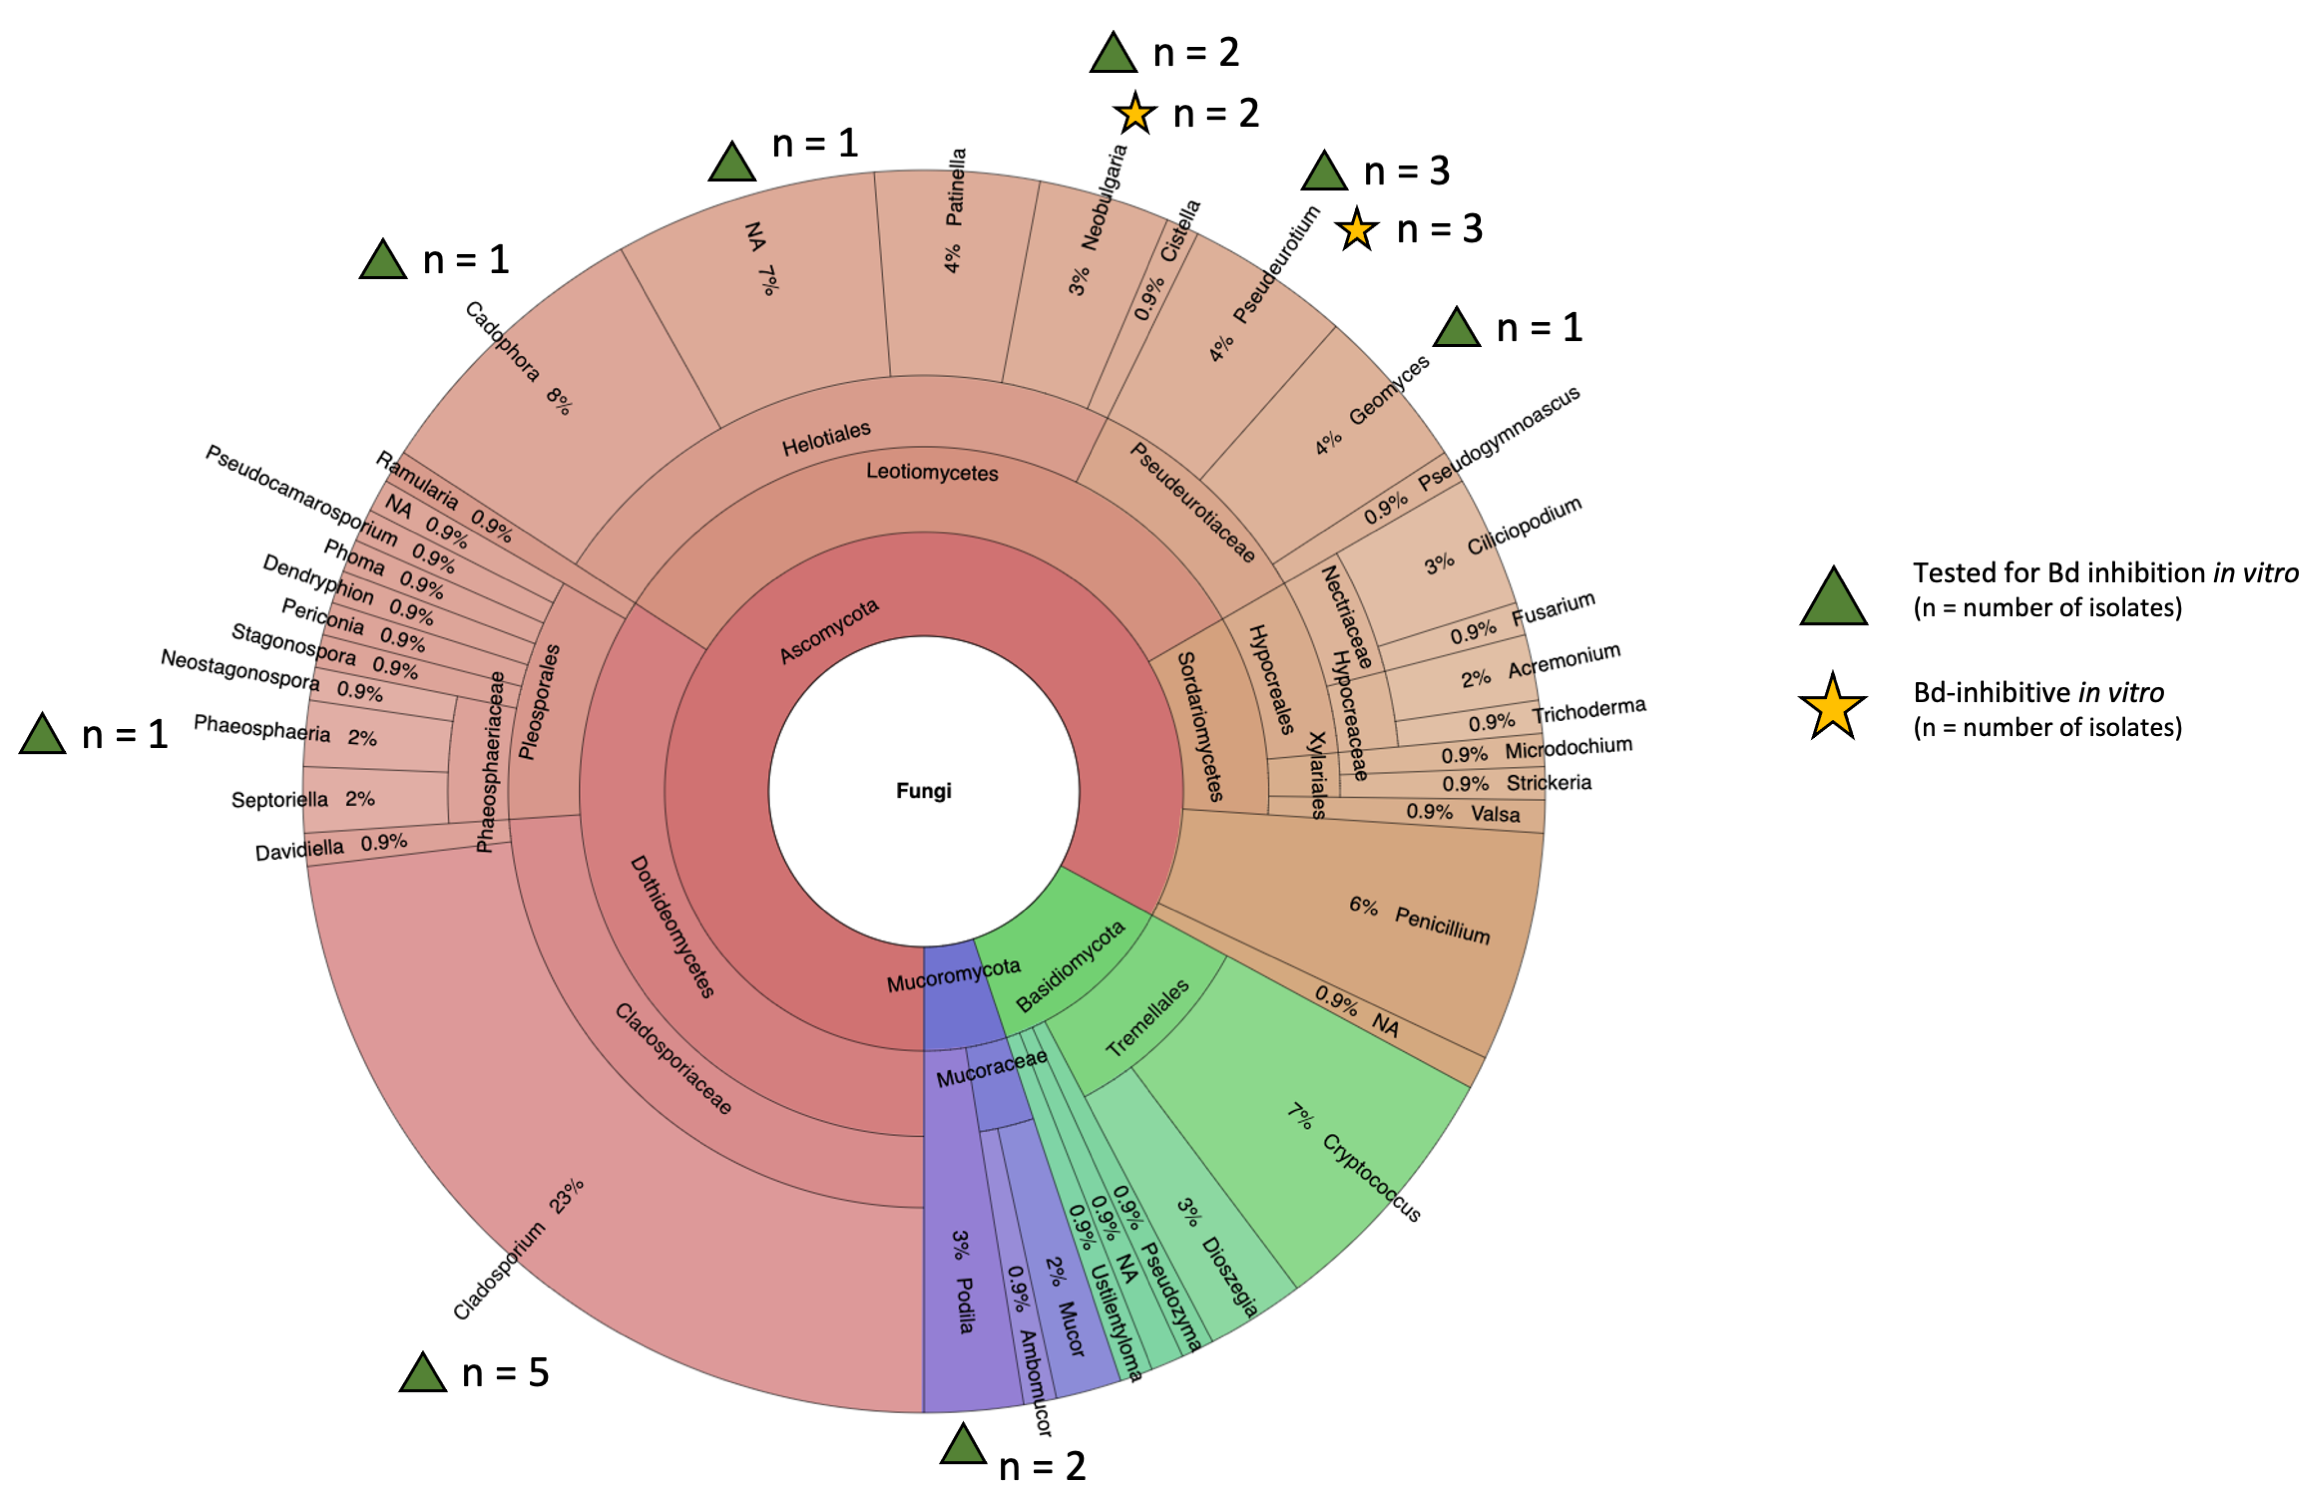 n = 2
n = 2
n = 1
n = 3
n = 3
n = 1
n = 1
n = 1
n = 5
n = 2
Fungi
Ascomycota
Leotiomycetes
Helotiales
Cadophora 8%
NA 7%
4% Patinella
3% Neobulgaria
0.9% Cistella
Pseudeurotiaceae
4% Pseudeurotium
4% Geomyces
0.9% Pseudogymnoascus
Sordariomycetes
Hypocreales
Nectriaceae
3% Ciliciopodium
0.9% Fusarium
Hypocreaceae
2% Acremonium
0.9% Trichoderma
Xylariales
0.9% Microdochium
0.9% Strickeria
0.9% Valsa
6% Penicillium
0.9% NA
Basidiomycota
Tremellales
7% Cryptococcus
3% Dioszegia
0.9% Pseudozyma
0.9% NA
0.9% Ustilentyloma
Mucoromycota
Mucoraceae
2% Mucor
0.9% Ambomucor
3% Podila
Dothideomycetes
Cladosporiaceae
Cladosporium 23%
Davidiella 0.9%
Pleosporales
Phaeosphaeriaceae
Septoriella 2%
Phaeosphaeria 2%
Neostagonospora 0.9%
Stagonospora 0.9%
Periconia 0.9%
Dendryphion 0.9%
Phoma 0.9%
Pseudocamarosporium 0.9%
NA 0.9%
Ramularia 0.9%
Tested for Bd inhibition in vitro
(n = number of isolates)
Bd-inhibitive in vitro
(n = number of isolates)